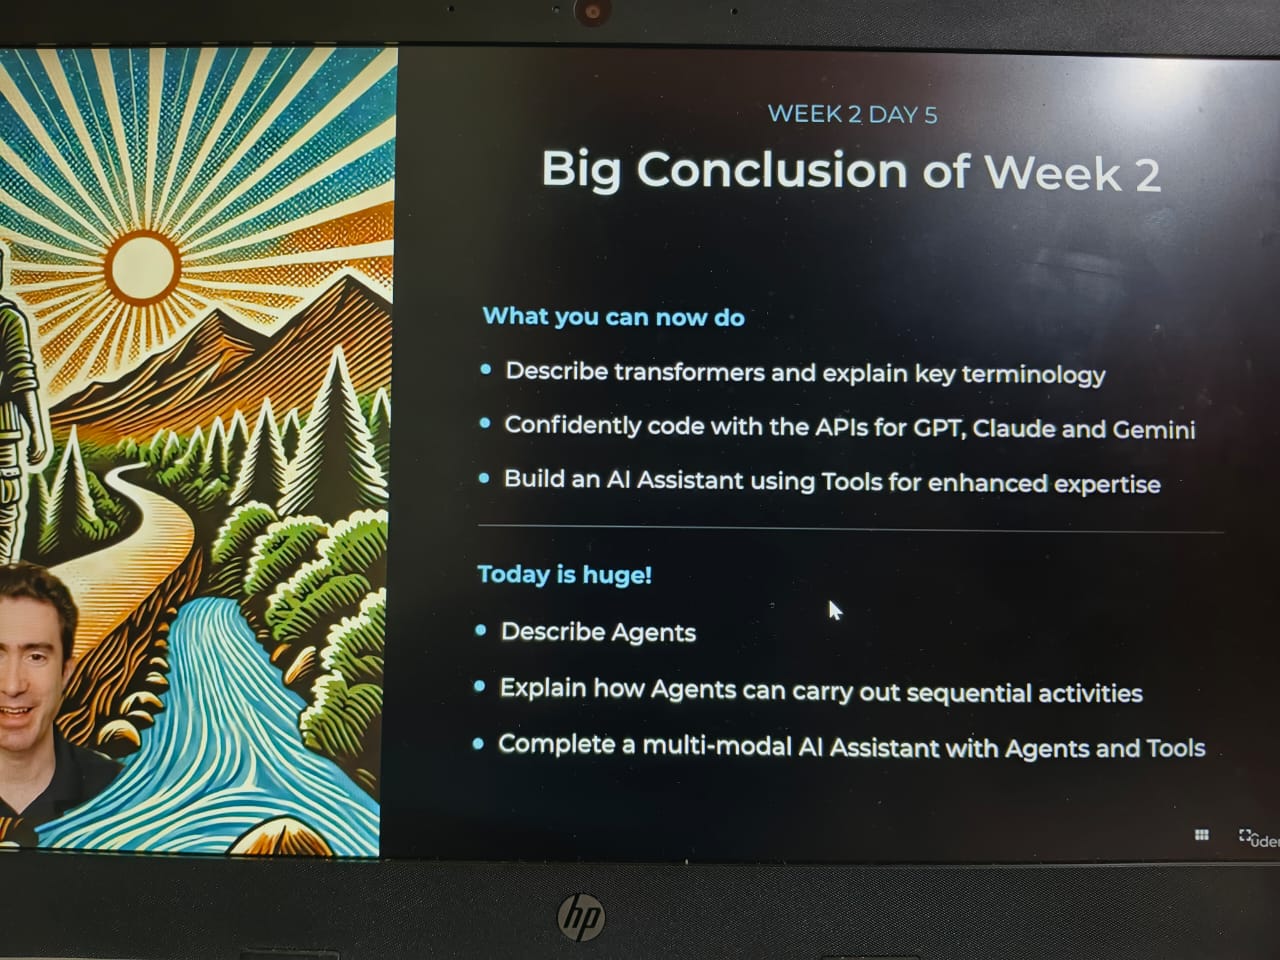 WEEK 2 DAY 5
Big Conclusion of Week 2
What you can now do
Describe transformers and explain key terminology
Confidently code with the APIs for GPT, Claude and Gemini
Build an AI Assistant using Tools for enhanced expertise
Today is huge!
Describe Agents
Explain how Agents can carry out sequential activities
Complete a multi-modal AI Assistant with Agents and Tools
hp